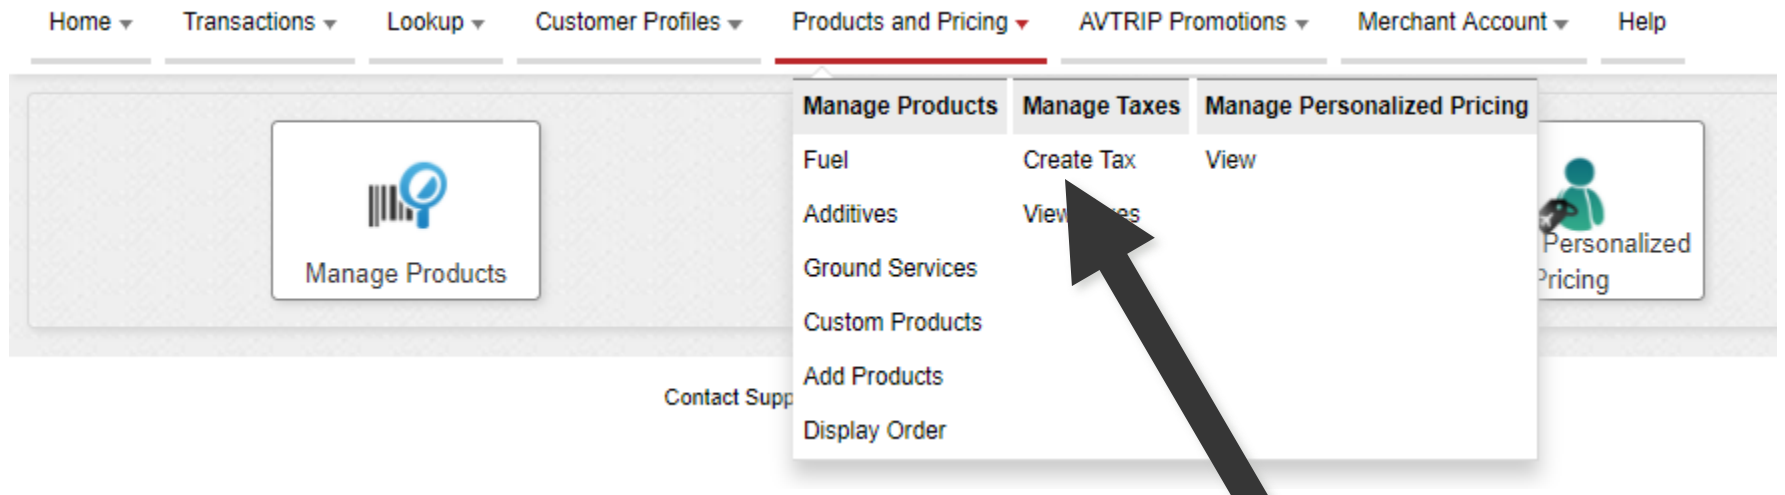 Home Transactions Lookup Customer Profiles Products and Pricing AVTRIP Promotions Merchant Account Help
Manage Products Manage Taxes Manage Personalized Pricing
Fuel Create Tax View
Additives View
Ground Services
Custom Products
Add Products
Display Order
Manage Products
Personalized
Pricing
Contact